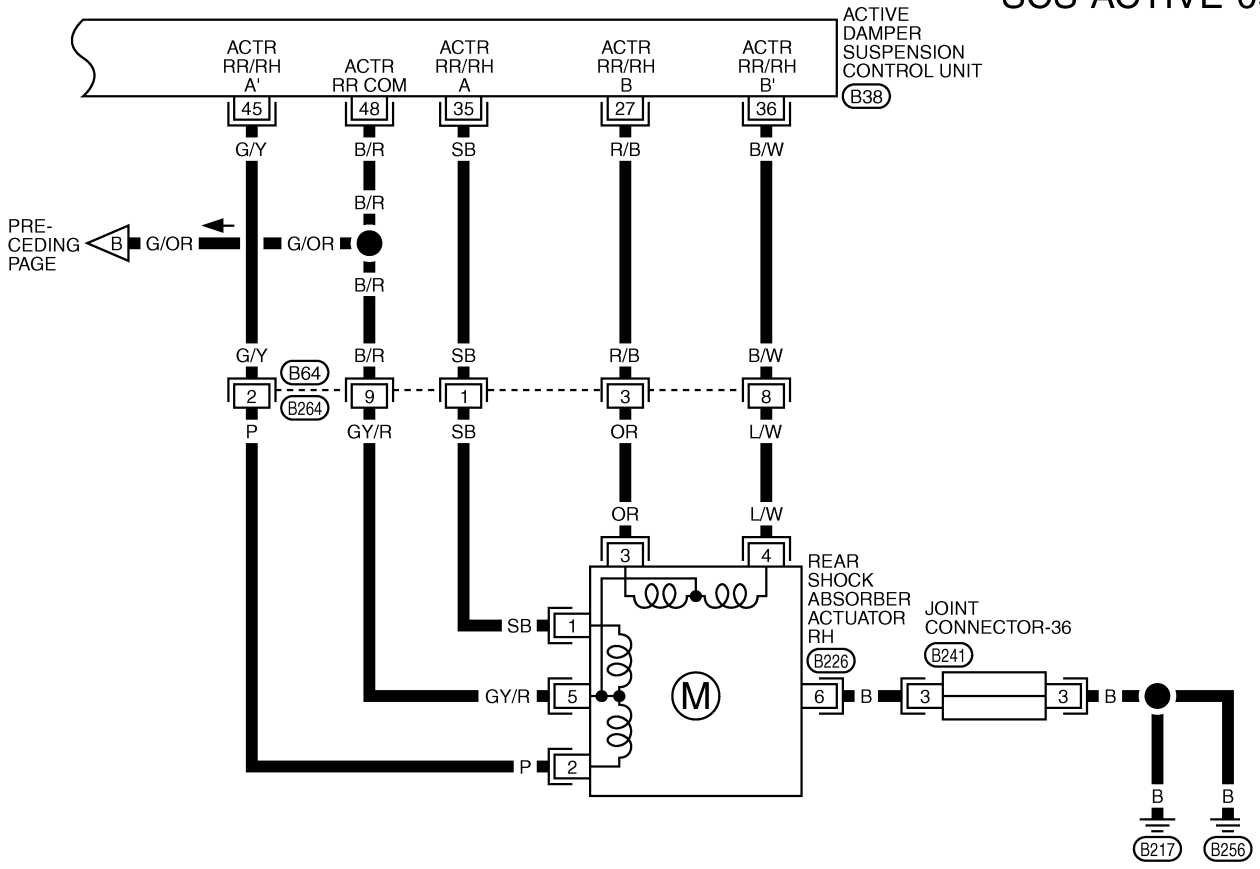 ACTIVE
DAMPER
SUSPENSION
CONTROL UNIT
B38
ACTR
RR/RH
A'
ACTR
RR COM
ACTR
RR/RH
A
ACTR
RR/RH
B
ACTR
RR/RH
B'
45
48
35
27
36
G/Y
B/R
SB
R/B
B/W
B/R
PRE-
CEDING
PAGE
B
G/OR
G/OR
B/R
G/Y
B/R
SB
R/B
B/W
B64
2
9
1
3
8
B264
P
GY/R
SB
OR
L/W
OR
L/W
3
4
REAR
SHOCK
ABSORBER
ACTUATOR
RH
B226
JOINT
CONNECTOR-36
B241
SB
1
GY/R
5
M
6
B
3
3
B
P
2
B
B
B217
B256